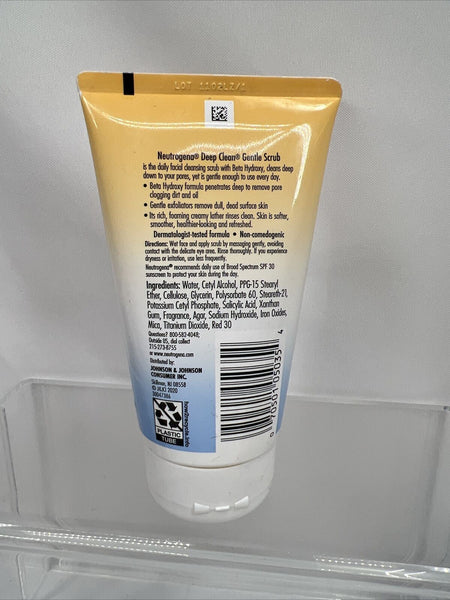 LOT 1102LZ/1
Neutrogena® Deep Clean® Gentle Scrub
is the daily facial cleansing scrub with Beta Hydroxy, cleans deep
down to your pores, yet is gentle enough to use every day.
• Beta Hydroxy formula penetrates deep to remove pore
clogging dirt and oil
• Gentle exfoliators remove dull, dead surface skin
• Its rich, foaming creamy lather rinses clean. Skin is softer,
smoother, healthier-looking and refreshed.
Dermatologist-tested formula • Non-comedogenic
Directions: Wet face and apply scrub by massaging gently, avoiding
contact with the delicate eye area. Rinse thoroughly. If you experience
dryness or irritation, use less frequently.
Neutrogena® recommends daily use of Broad Spectrum SPF 30
sunscreen to protect your skin during the day.
Ingredients: Water, Cetyl Alcohol, PPG-15 Stearyl
Ether, Cellulose, Glycerin, Polysorbate 60, Steareth-21,
Potassium Cetyl Phosphate, Salicylic Acid, Xanthan
Gum, Fragrance, Agar, Sodium Hydroxide, Iron Oxides,
Mica, Titanium Dioxide, Red 30
Questions? 800-582-4048;
Outside US, dial collect
215-273-8755
or www.neutrogena.com
Distributed by:
JOHNSON & JOHNSON
CONSUMER INC.
Skillman, NJ 08558
© J&JCI 2020
30047386
how2recycle.info
PLASTIC
TUBE